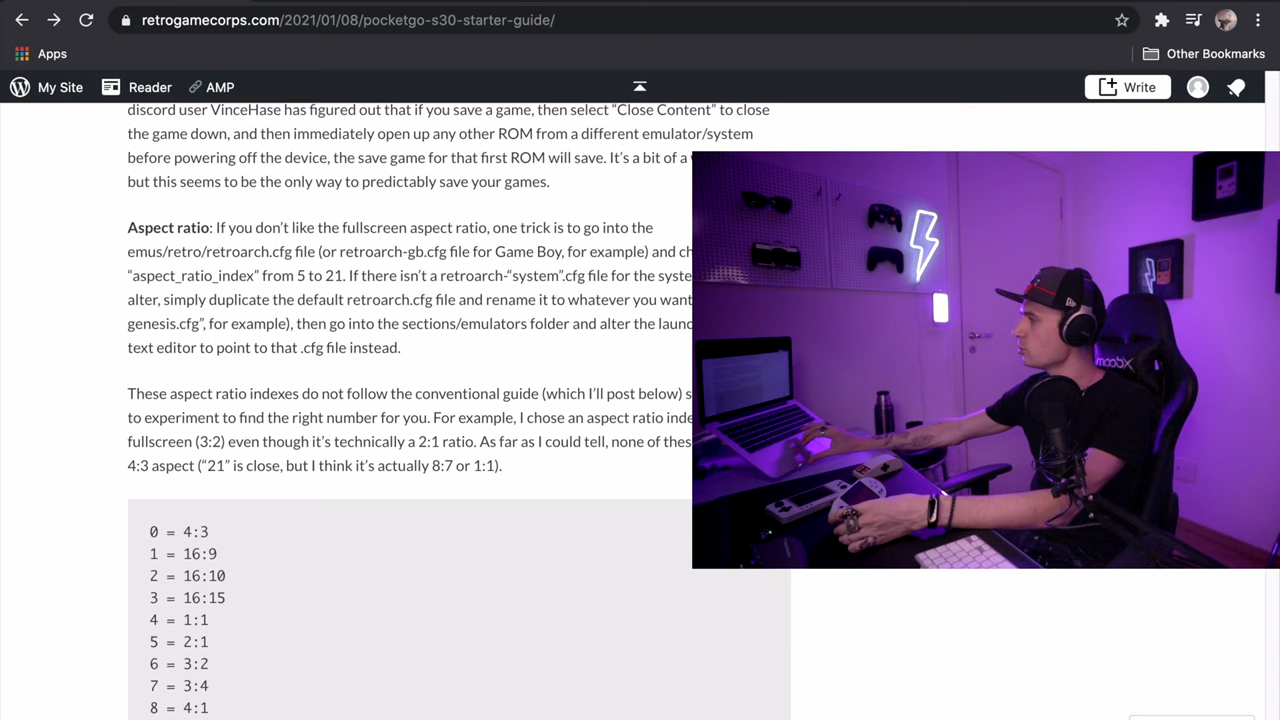 retrogamecorps.com/2021/01/08/pocketgo-s30-starter-guide/
Apps
Other Bookmarks
My Site
Reader
AMP
Write
discord user VinceHase has figured out that if you save a game, then select “Close Content” to close
the game down, and then immediately open up any other ROM from a different emulator/system
before powering off the device, the save game for that first ROM will save. It’s a bit of a
but this seems to be the only way to predictably save your games.
Aspect ratio: If you don’t like the fullscreen aspect ratio, one trick is to go into the
emus/retro/retroarch.cfg file (or retroarch-gb.cfg file for Game Boy, for example) and
“aspect_ratio_index” from 5 to 21. If there isn’t a retroarch-“system”.cfg file for the
alter, simply duplicate the default retroarch.cfg file and rename it to whatever you want
genesis.cfg”, for example), then go into the sections/emulators folder and alter the
text editor to point to that .cfg file instead.
These aspect ratio indexes do not follow the conventional guide (which I’ll post below)
to experiment to find the right number for you. For example, I chose an aspect ratio
fullscreen (3:2) even though it’s technically a 2:1 ratio. As far as I could tell, none of
4:3 aspect (“21” is close, but I think it’s actually 8:7 or 1:1).
0 = 4:3
1 = 16:9
2 = 16:10
3 = 16:15
4 = 1:1
5 = 2:1
6 = 3:2
7 = 3:4
8 = 4:1
moobx